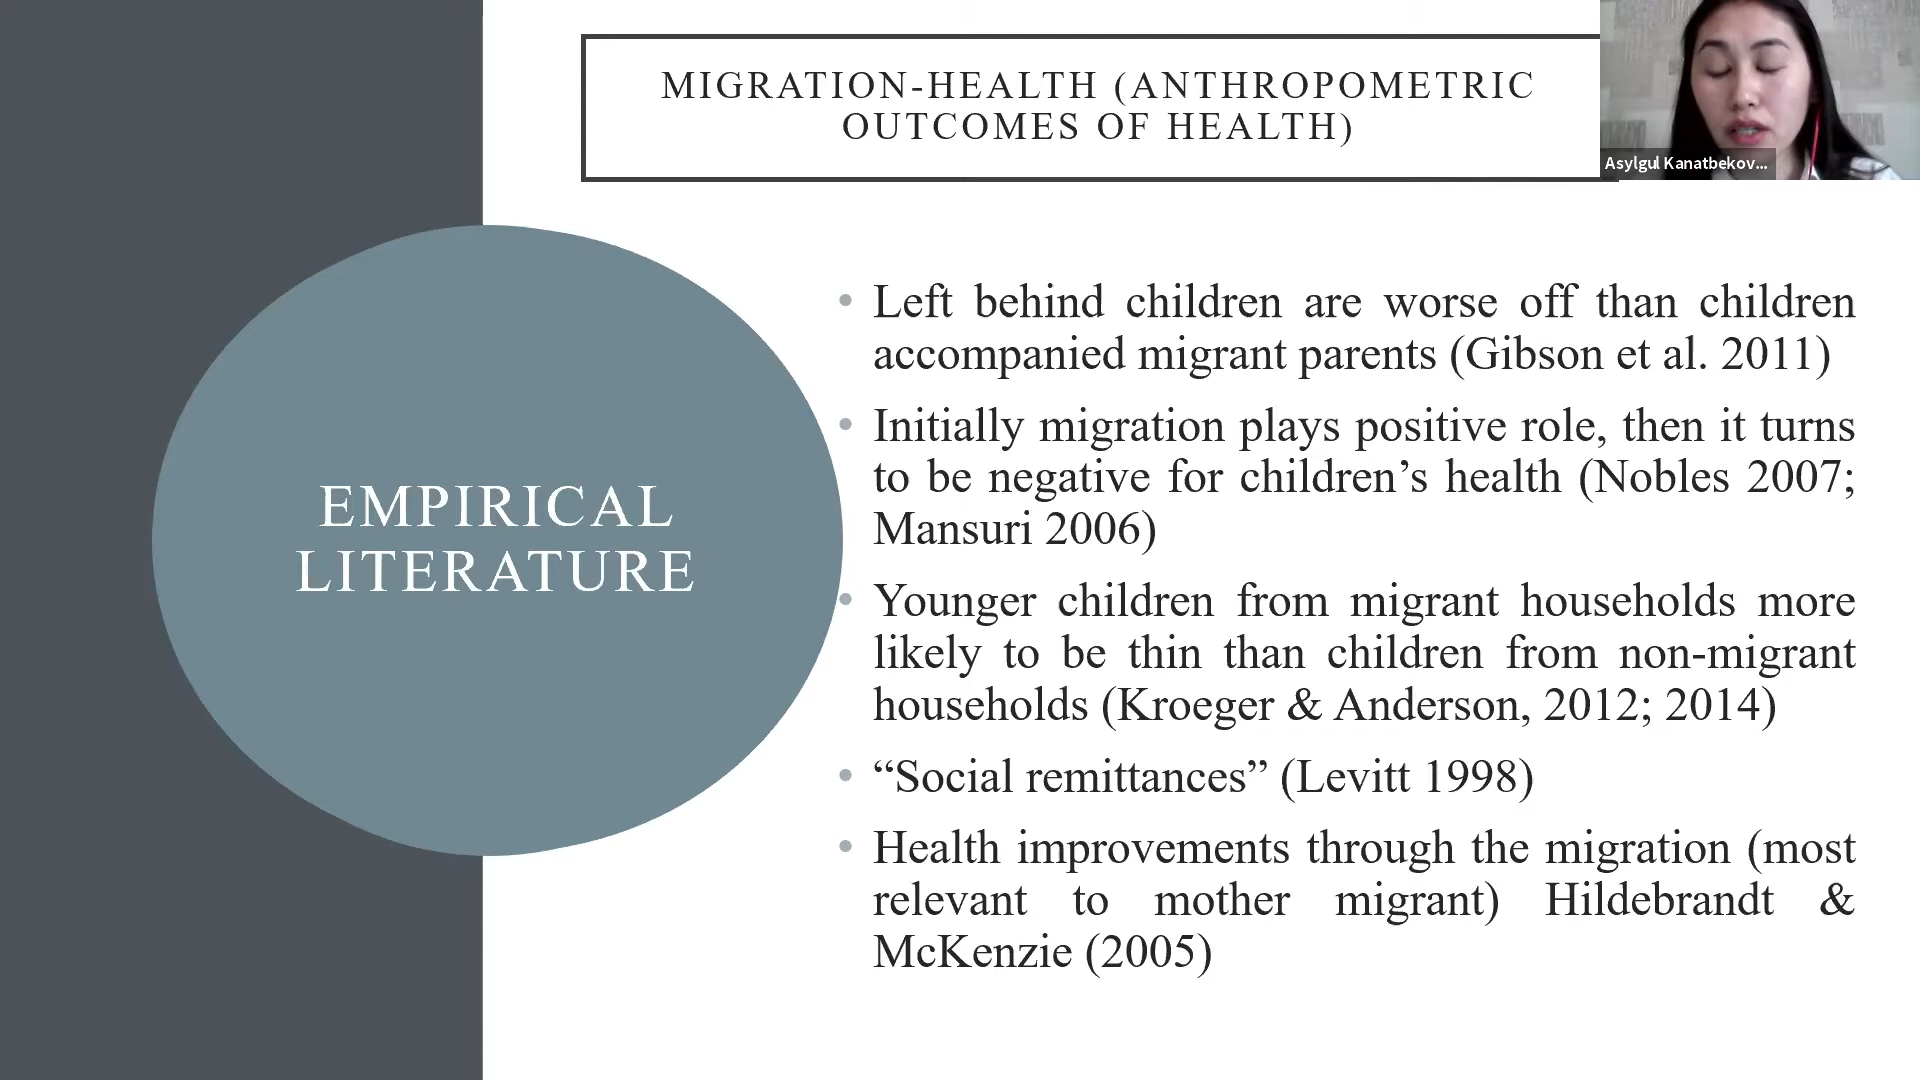 MIGRATION-HEALTH (ANTHROPOMETRIC
OUTCOMES OF HEALTH)
Asylgul Kanatbekov...
EMPIRICAL
LITERATURE
• Left behind children are worse off than children
accompanied migrant parents (Gibson et al. 2011)
• Initially migration plays positive role, then it turns
to be negative for children’s health (Nobles 2007;
Mansuri 2006)
• Younger children from migrant households more
likely to be thin than children from non-migrant
households (Kroeger & Anderson, 2012; 2014)
• “Social remittances” (Levitt 1998)
• Health improvements through the migration (most
relevant to mother migrant) Hildebrandt &
McKenzie (2005)